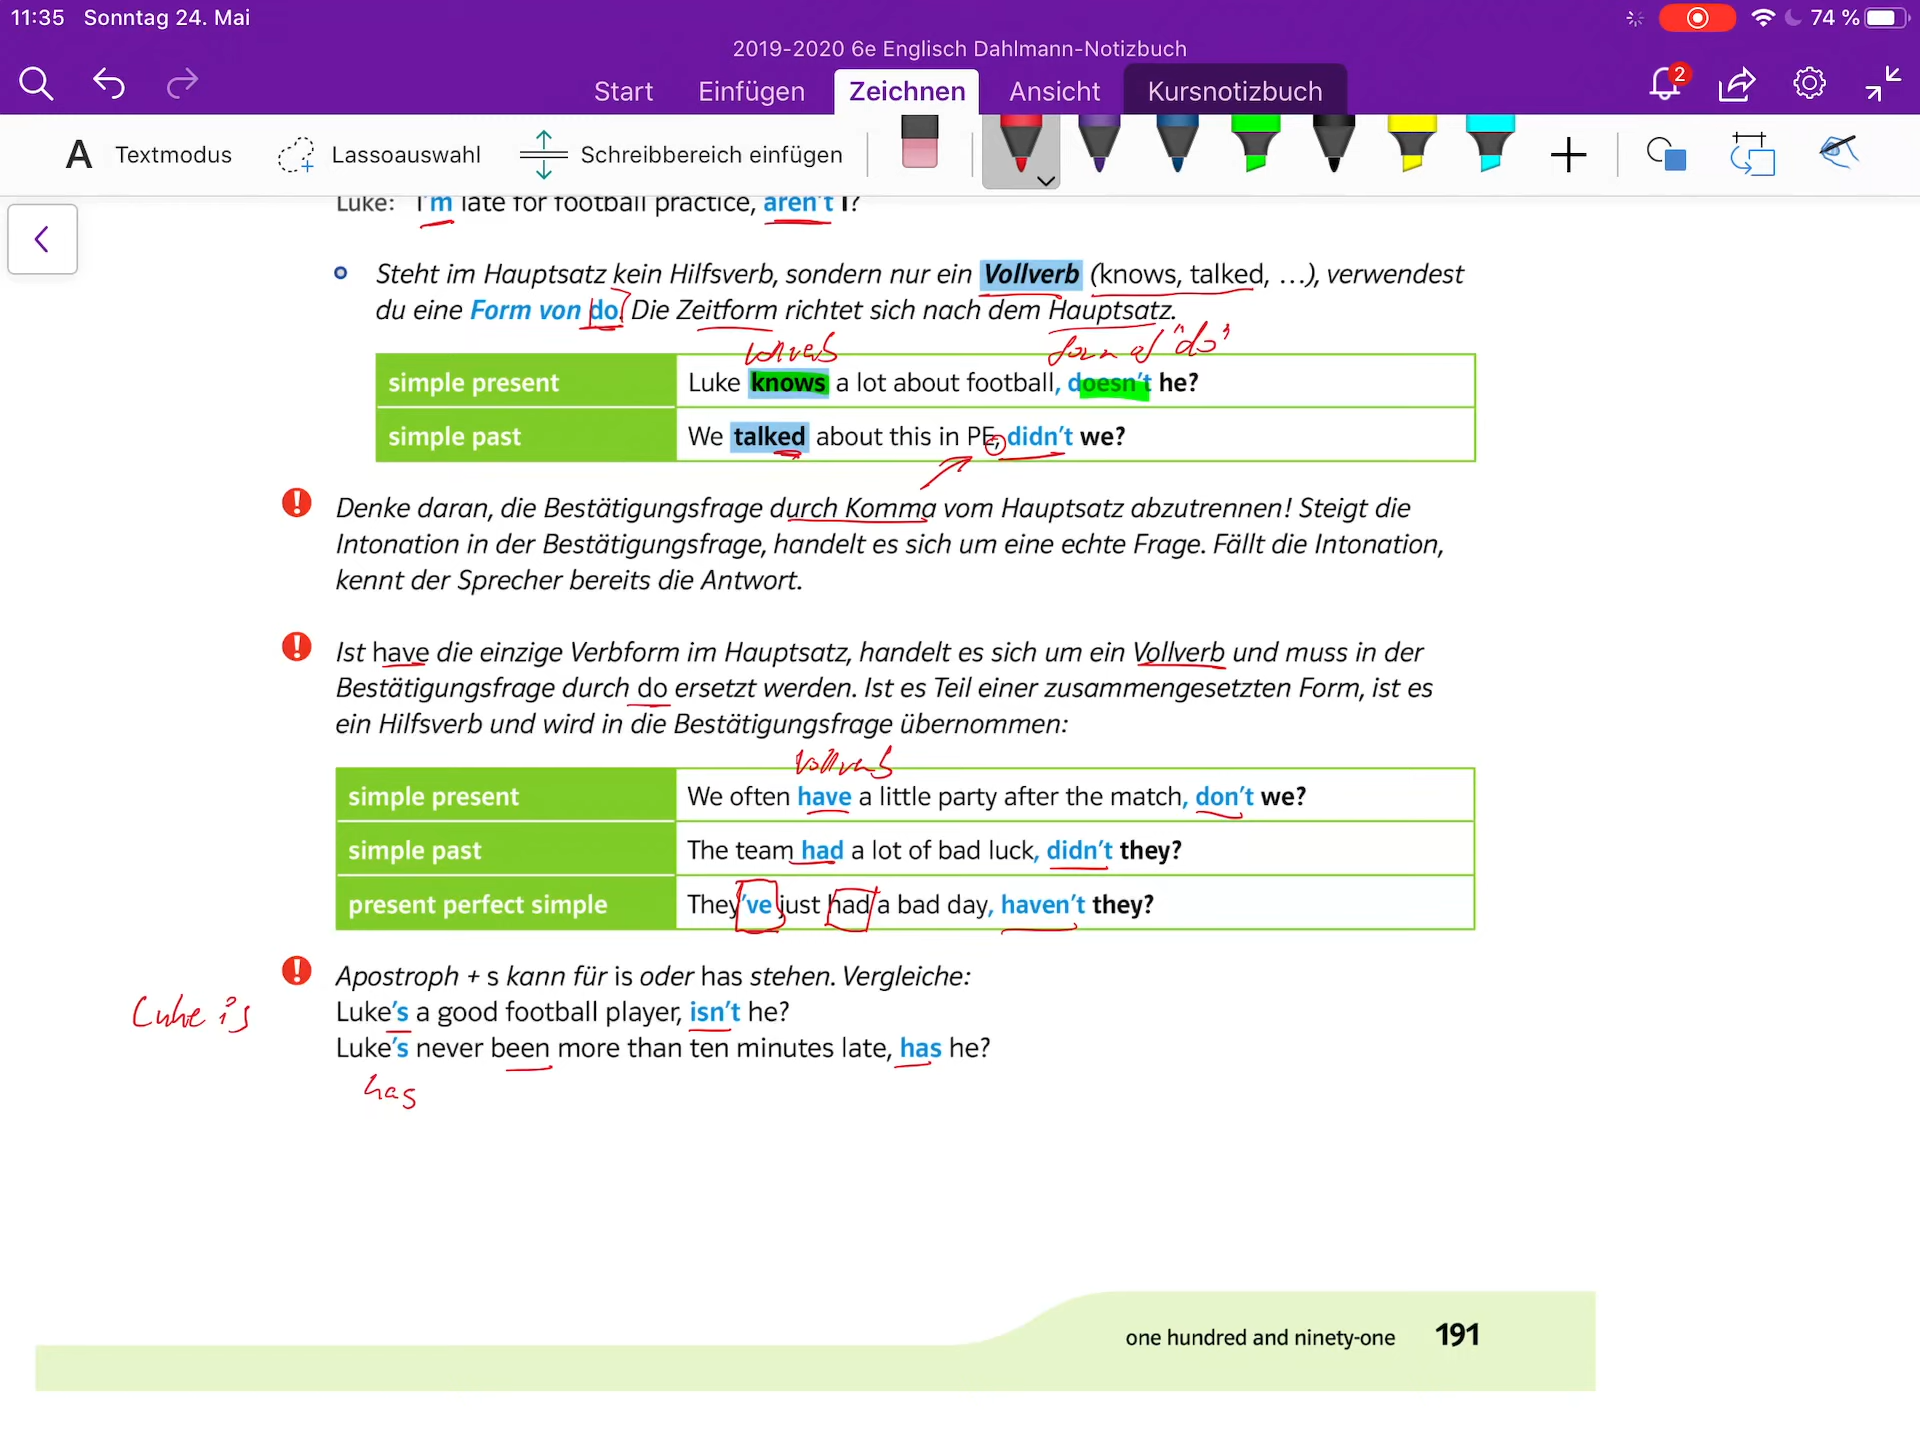 11:35 Sonntag 24. Mai 74 %
2019-2020 6e Englisch Dahlmann-Notizbuch
Start Einfügen Zeichnen Ansicht Kursnotizbuch 2
A Textmodus Lassoauswahl Schreibbereich einfügen
Luke: I'm late for football practice, aren't I?
Steht im Hauptsatz kein Hilfsverb, sondern nur ein Vollverb (knows, talked, …), verwendest
du eine Form von do. Die Zeitform richtet sich nach dem Hauptsatz.
Vollverb form of "do"
simple present Luke knows a lot about football, doesn't he?
simple past We talked about this in PE, didn't we?
! Denke daran, die Bestätigungsfrage durch Komma vom Hauptsatz abzutrennen! Steigt die
Intonation in der Bestätigungsfrage, handelt es sich um eine echte Frage. Fällt die Intonation,
kennt der Sprecher bereits die Antwort.
! Ist have die einzige Verbform im Hauptsatz, handelt es sich um ein Vollverb und muss in der
Bestätigungsfrage durch do ersetzt werden. Ist es Teil einer zusammengesetzten Form, ist es
ein Hilfsverb und wird in die Bestätigungsfrage übernommen:
Vollverb
simple present We often have a little party after the match, don't we?
simple past The team had a lot of bad luck, didn't they?
present perfect simple They've just had a bad day, haven't they?
! Apostroph + s kann für is oder has stehen. Vergleiche:
Luke is Luke's a good football player, isn't he?
Luke's never been more than ten minutes late, has he?
has
one hundred and ninety-one 191